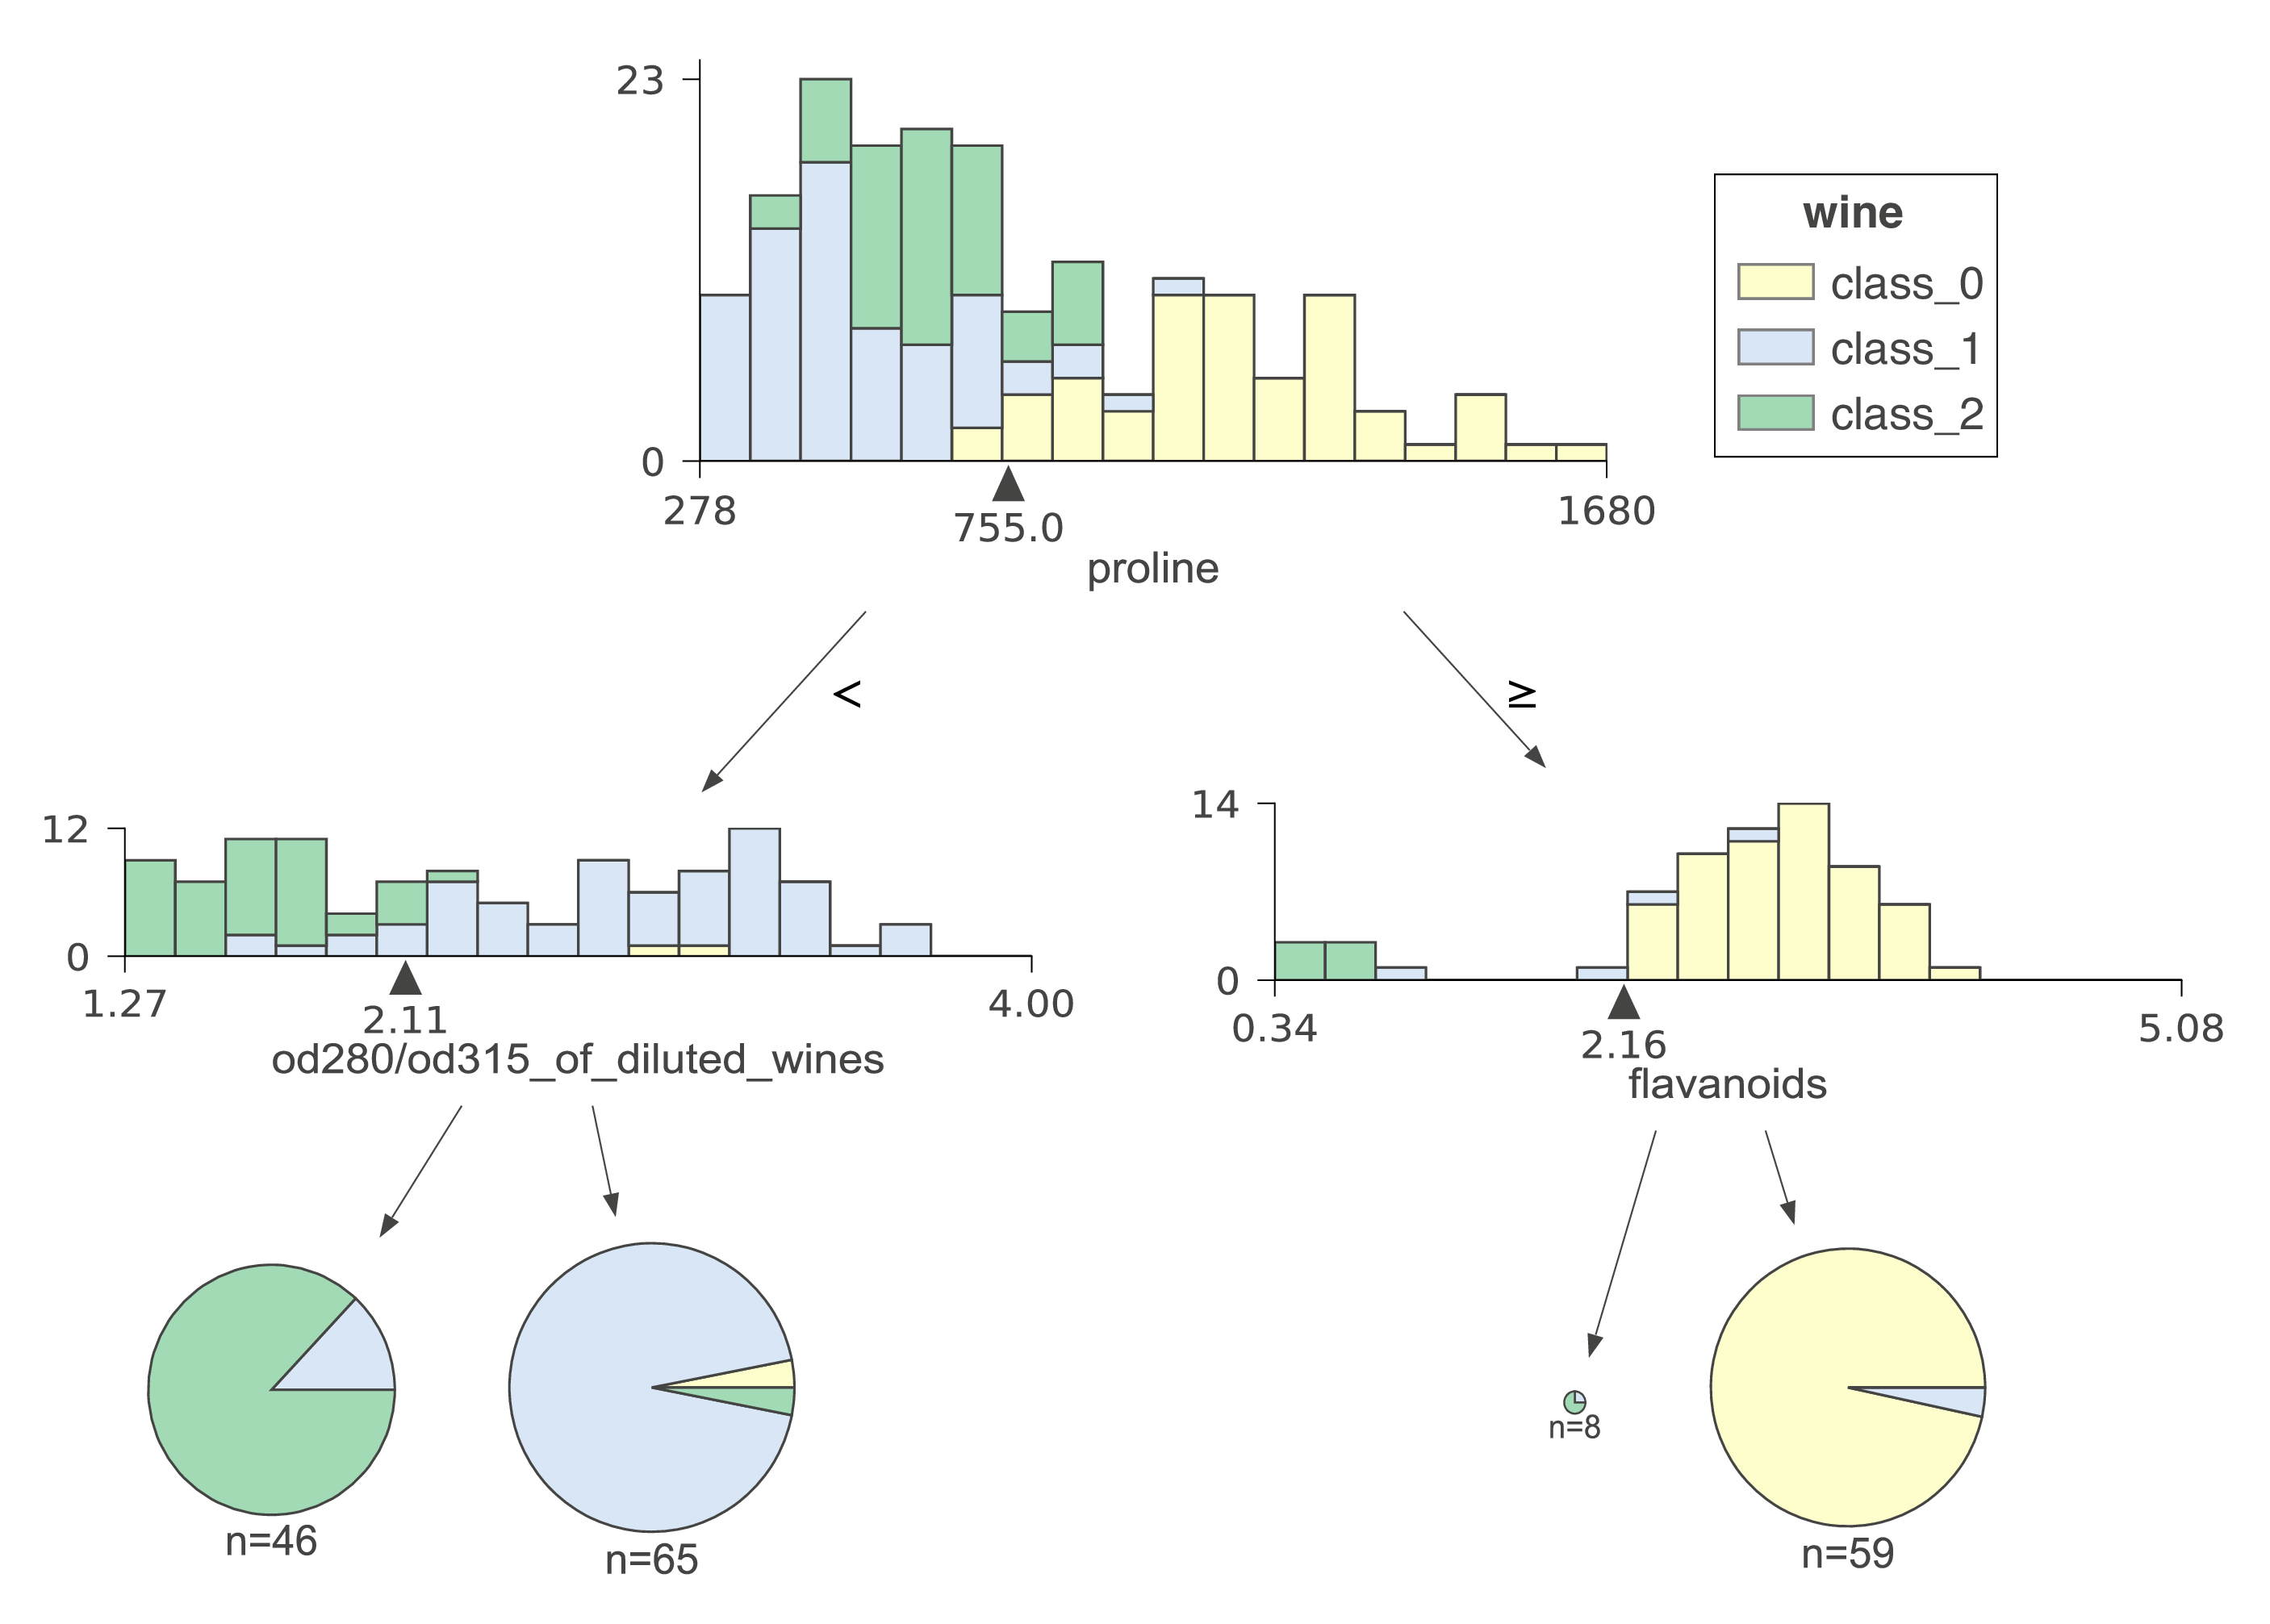 23
0
278
755.0
1680
proline
wine
class_0
class_1
class_2
<
≥
12
0
1.27
2.11
4.00
od280/od315_of_diluted_wines
14
0
0.34
2.16
5.08
flavanoids
n=46
n=65
n=8
n=59